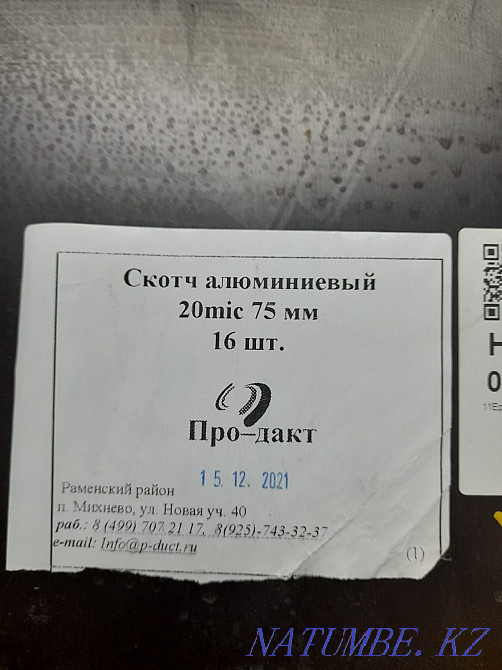 Скотч алюминиевый
20mic 75 мм
16 шт.
Про–дакт
15.12.2021
Раменский район
п. Михнево, ул. Новая уч. 40
раб.: 8 (499) 707 21 17, 8(925)-743-32-37
e-mail: Info@p-duct.ru
(1)
Н
0
NATUMBE.KZ